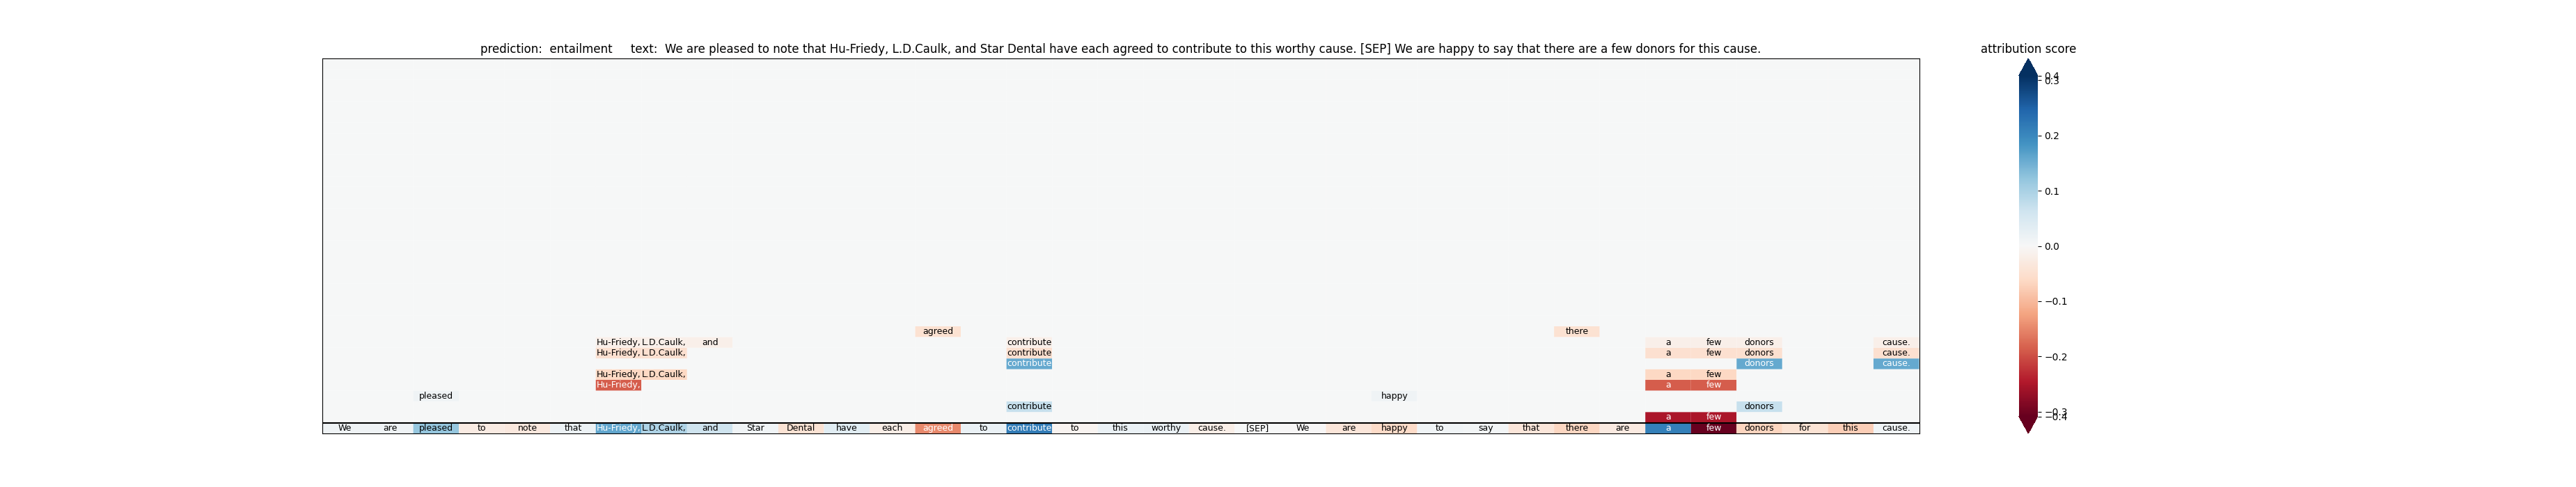 prediction:  entailment     text:  We are pleased to note that Hu-Friedy, L.D.Caulk, and Star Dental have each agreed to contribute to this worthy cause. [SEP] We are happy to say that there are a few donors for this cause.
attribution score
0.4
0.3
0.2
0.1
0.0
−0.1
−0.2
−0.3
−0.4
agreed there
Hu-Friedy, L.D.Caulk, and contribute a few donors cause.
Hu-Friedy, L.D.Caulk, contribute a few donors cause.
contribute donors cause.
Hu-Friedy, L.D.Caulk, a few
Hu-Friedy, a few
pleased happy
contribute donors
a few
We are pleased to note that Hu-Friedy, L.D.Caulk, and Star Dental have each agreed to contribute to this worthy cause. [SEP] We are happy to say that there are a few donors for this cause.